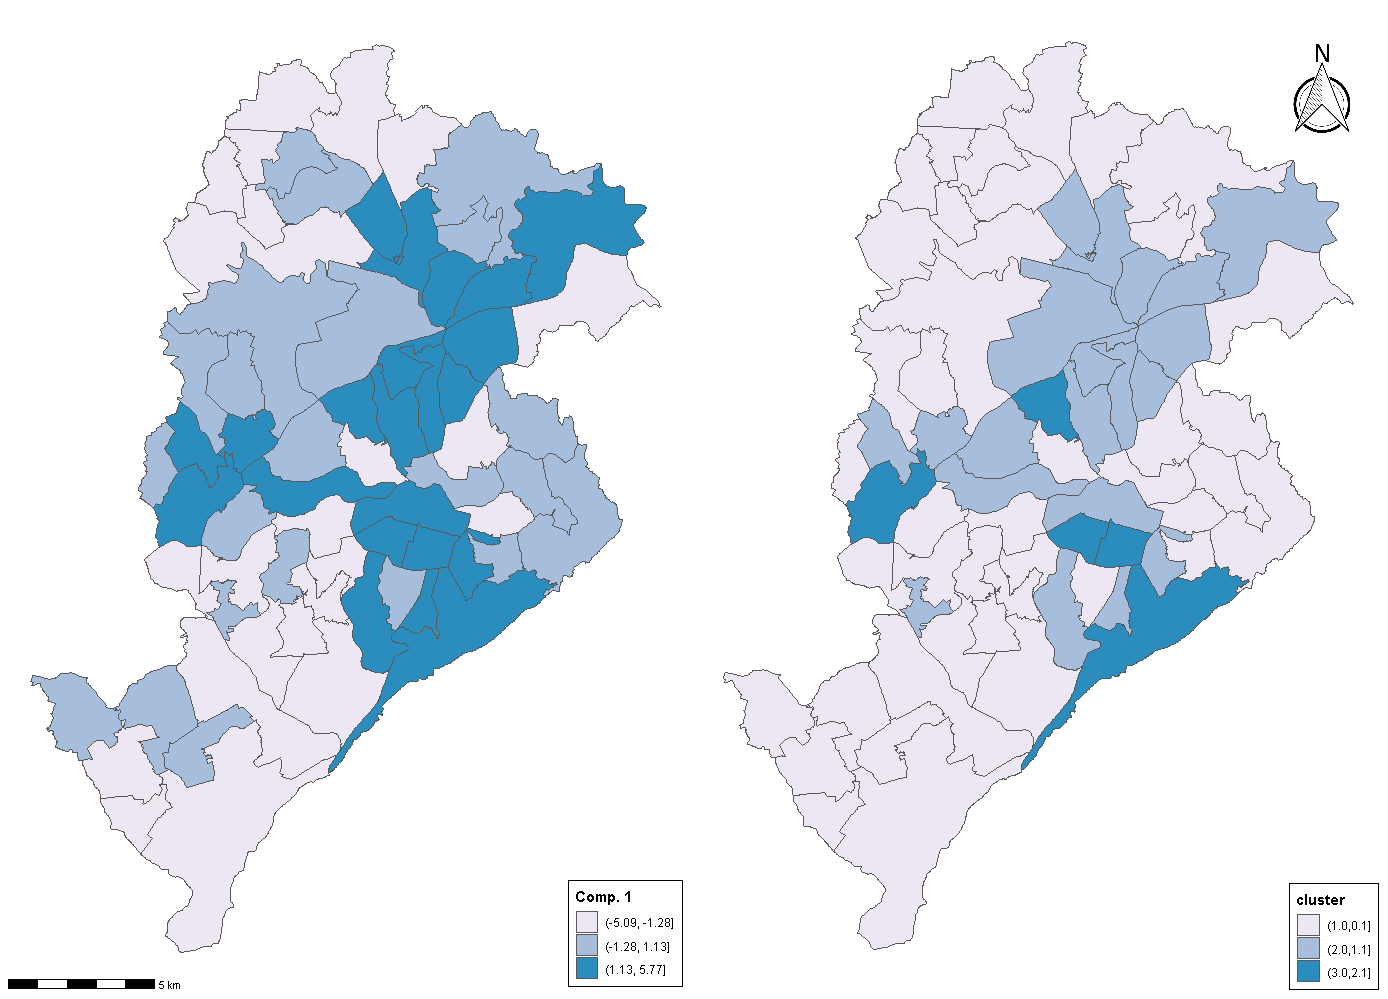 N
Comp. 1
(-5.09, -1.28]
(-1.28, 1.13]
(1.13, 5.77]
cluster
(1.0,0.1]
(2.0,1.1]
(3.0,2.1]
5 km